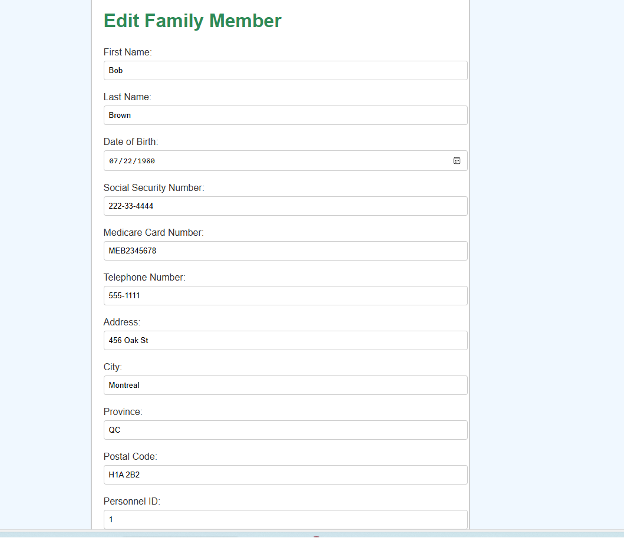 Edit Family Member
First Name:
Bob
Last Name:
Brown
Date of Birth:
07/22/1980
Social Security Number:
222-33-4444
Medicare Card Number:
MEB2345678
Telephone Number:
555-1111
Address:
456 Oak St
City:
Montreal
Province:
QC
Postal Code:
H1A 2B2
Personnel ID:
1